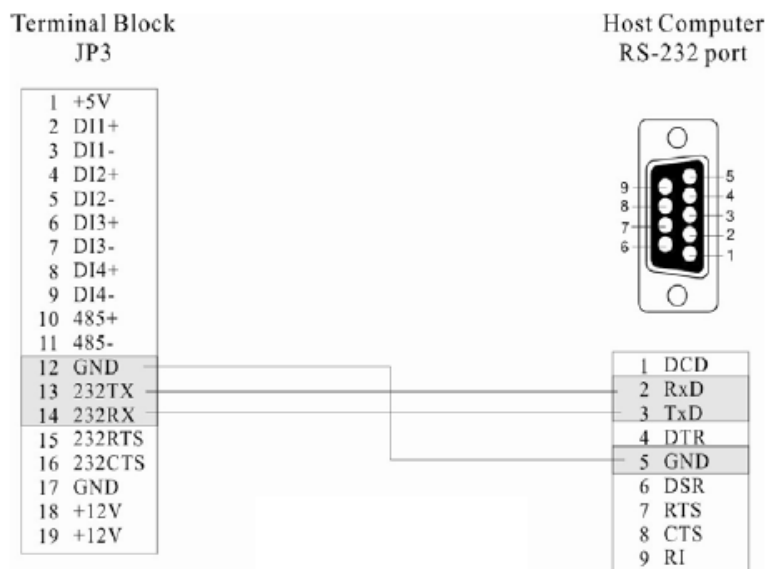 Terminal Block
JP3
1 +5V
2 DI1+
3 DI1-
4 DI2+
5 DI2-
6 DI3+
7 DI3-
8 DI4+
9 DI4-
10 485+
11 485-
12 GND
13 232TX
14 232RX
15 232RTS
16 232CTS
17 GND
18 +12V
19 +12V
Host Computer
RS-232 port
9
8
7
6
5
4
3
2
1
1 DCD
2 RxD
3 TxD
4 DTR
5 GND
6 DSR
7 RTS
8 CTS
9 RI